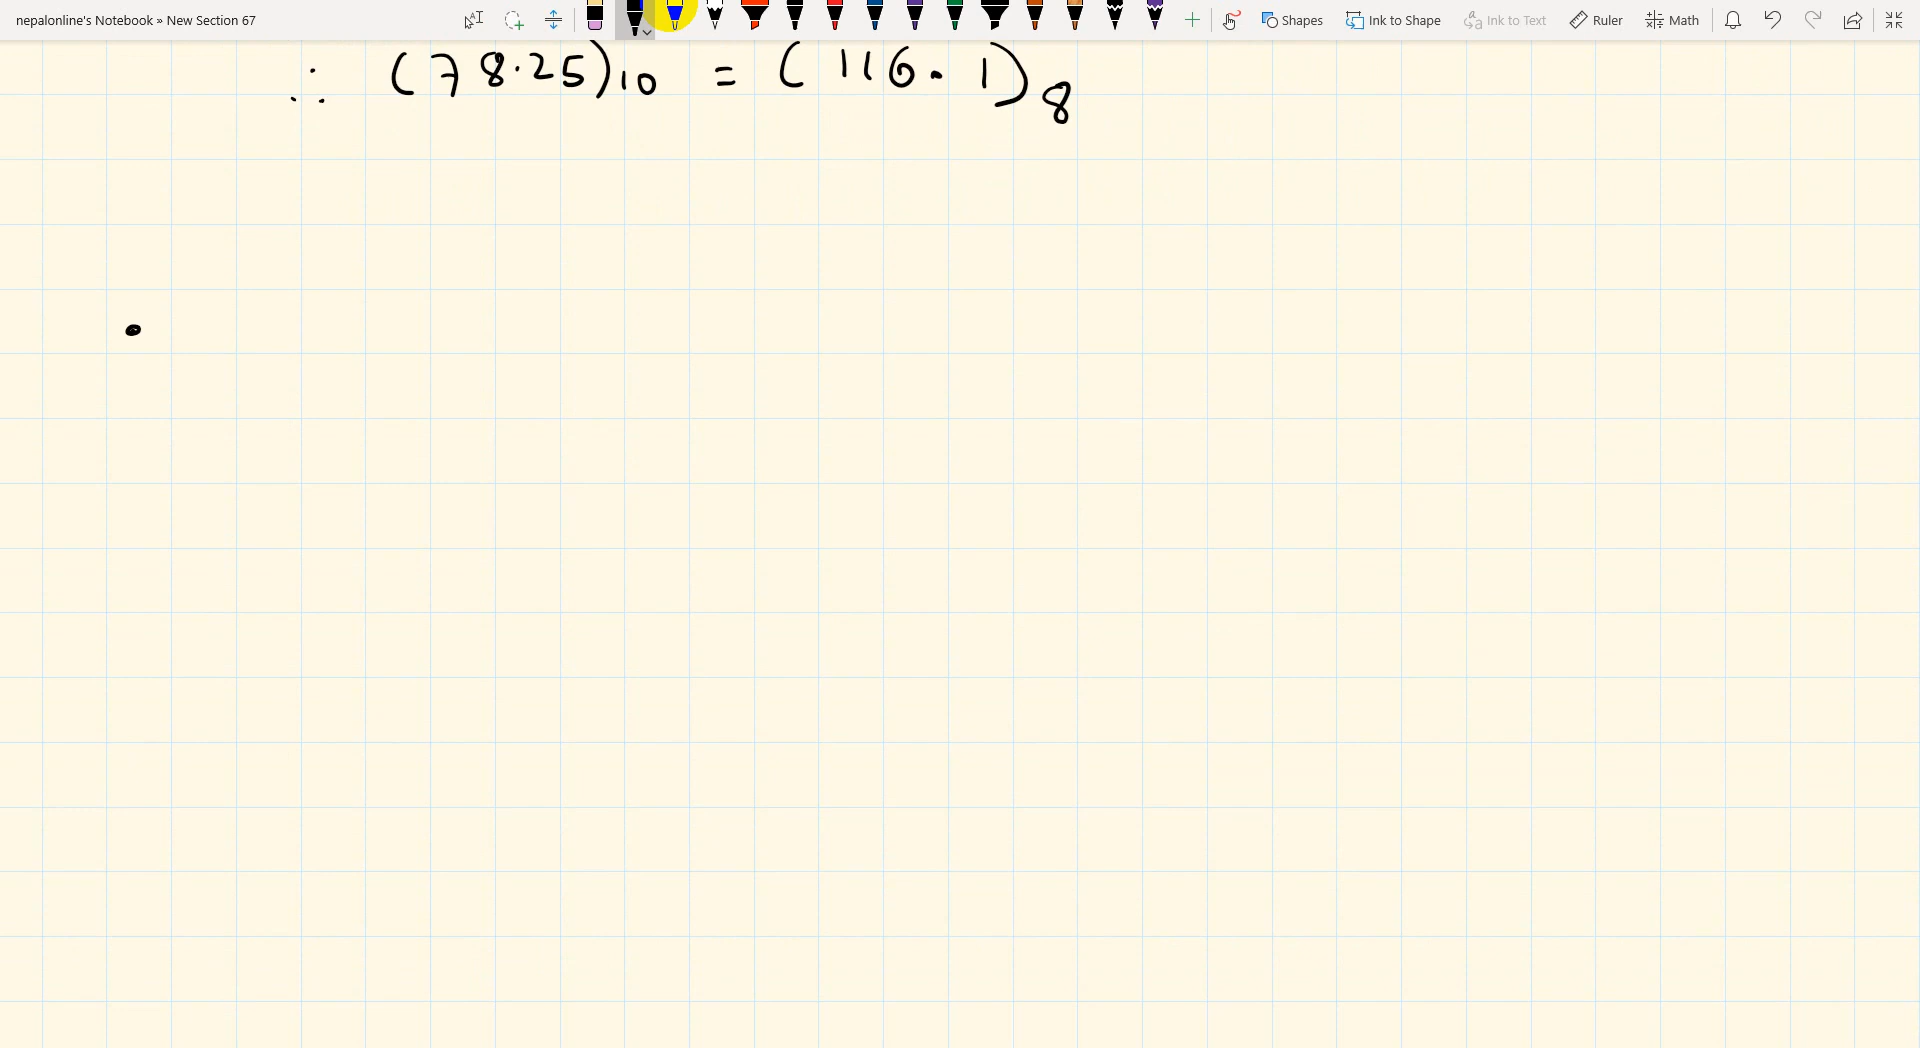 nepalonline's Notebook » New Section 67
Shapes Ink to Shape Ink to Text Ruler Math
∴ (78.25)₁₀ = (116.1)₈